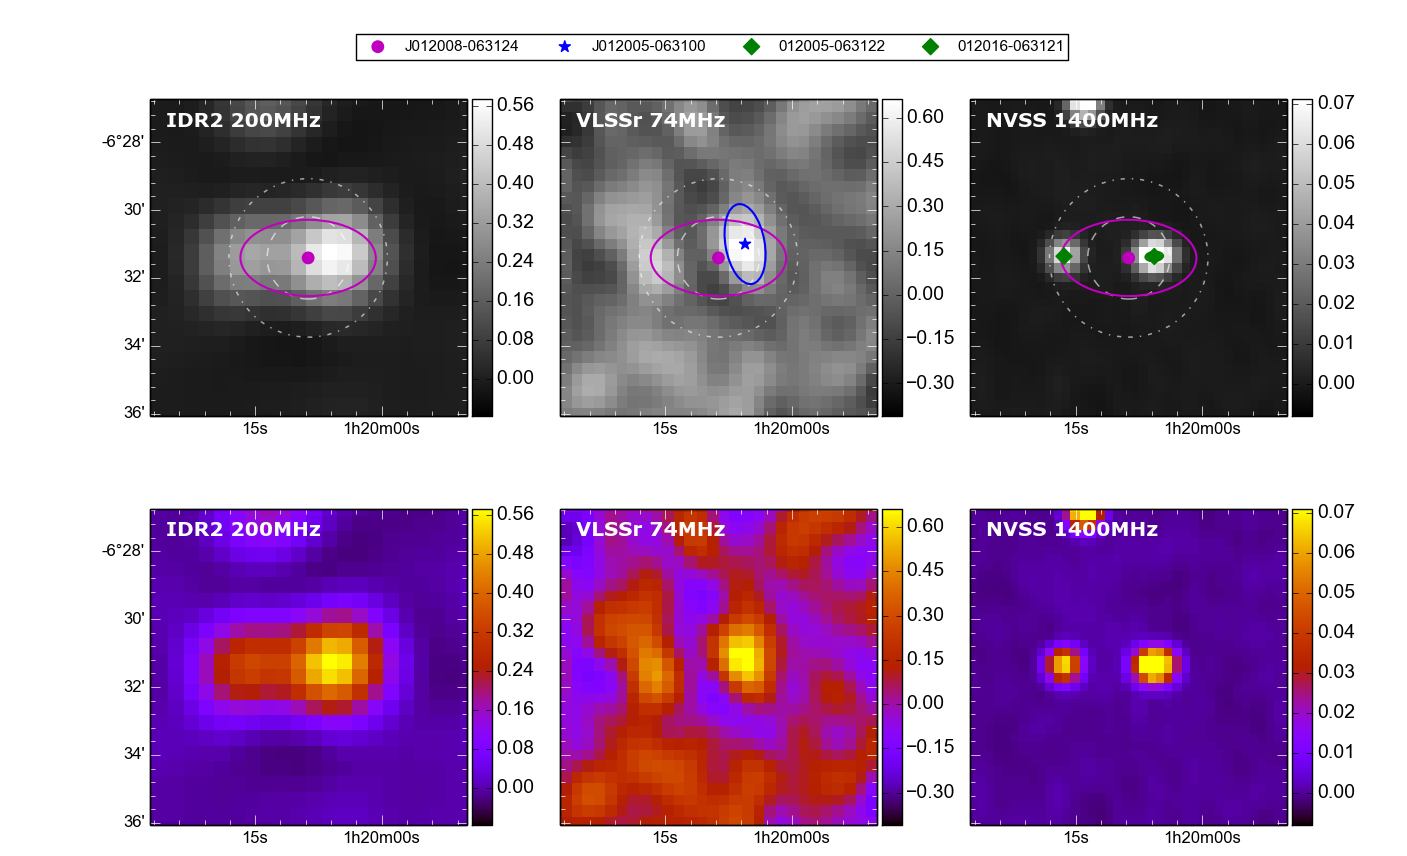 J012008-063124 J012005-063100 012005-063122 012016-063121
IDR2 200MHz VLSSr 74MHz NVSS 1400MHz
-6°28' 30' 32' 34' 36'
0.56 0.48 0.40 0.32 0.24 0.16 0.08 0.00
0.60 0.45 0.30 0.15 0.00 −0.15 −0.30
0.07 0.06 0.05 0.04 0.03 0.02 0.01 0.00
15s 1h20m00s 15s 1h20m00s 15s 1h20m00s
IDR2 200MHz VLSSr 74MHz NVSS 1400MHz
-6°28' 30' 32' 34' 36'
0.56 0.48 0.40 0.32 0.24 0.16 0.08 0.00
0.60 0.45 0.30 0.15 0.00 −0.15 −0.30
0.07 0.06 0.05 0.04 0.03 0.02 0.01 0.00
15s 1h20m00s 15s 1h20m00s 15s 1h20m00s